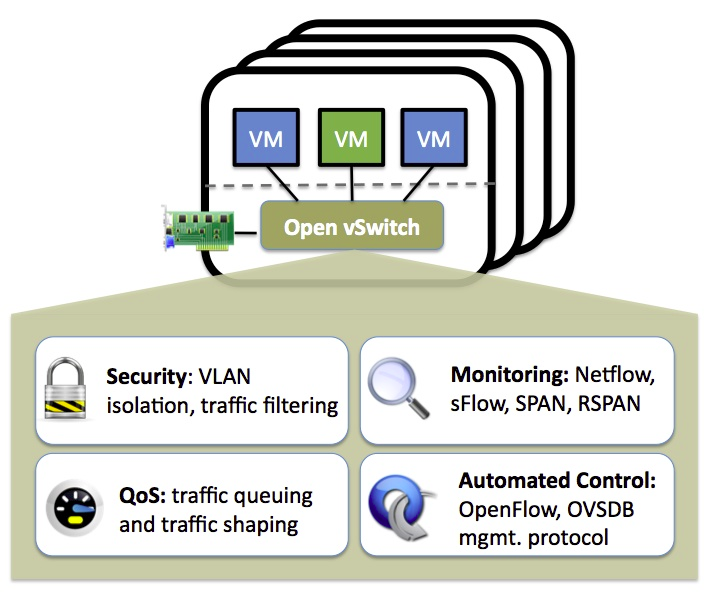 VM VM VM
Open vSwitch
Security: VLAN
isolation, traffic filtering
Monitoring: Netflow,
sFlow, SPAN, RSPAN
QoS: traffic queuing
and traffic shaping
Automated Control:
OpenFlow, OVSDB
mgmt. protocol